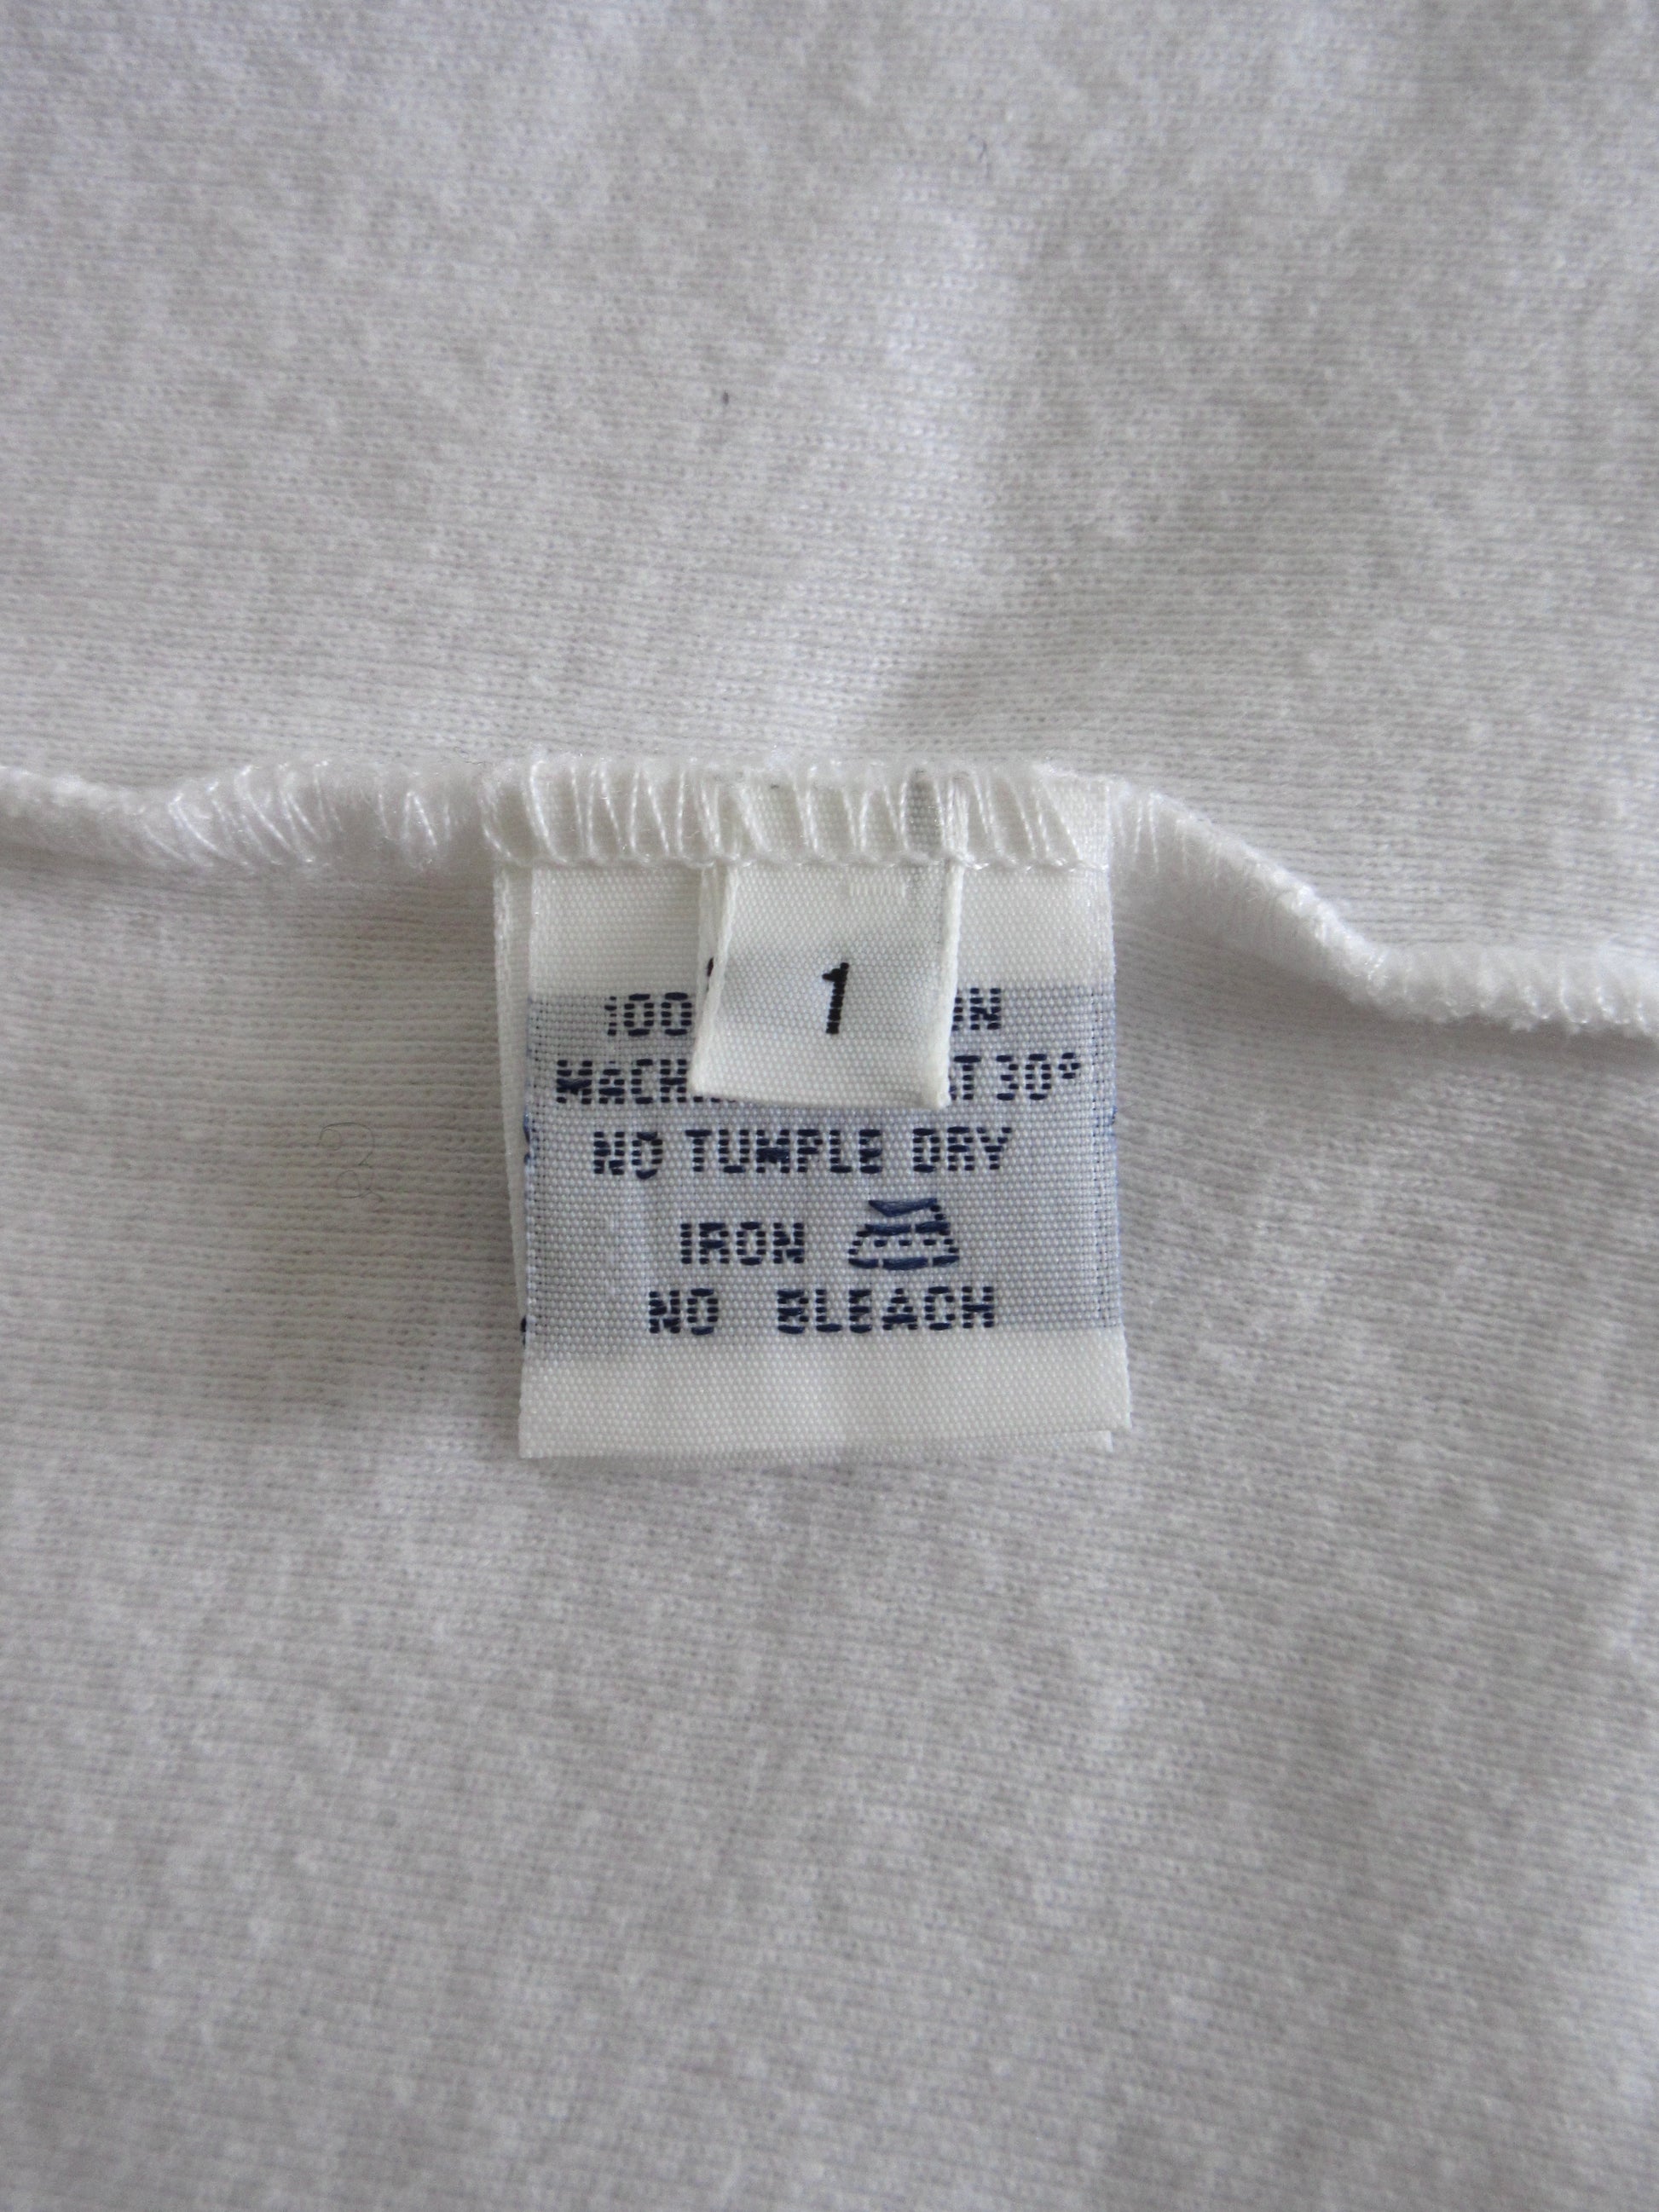 1
100
MACH AT 30°
NO TUMPLE DRY
IRON
NO BLEACH